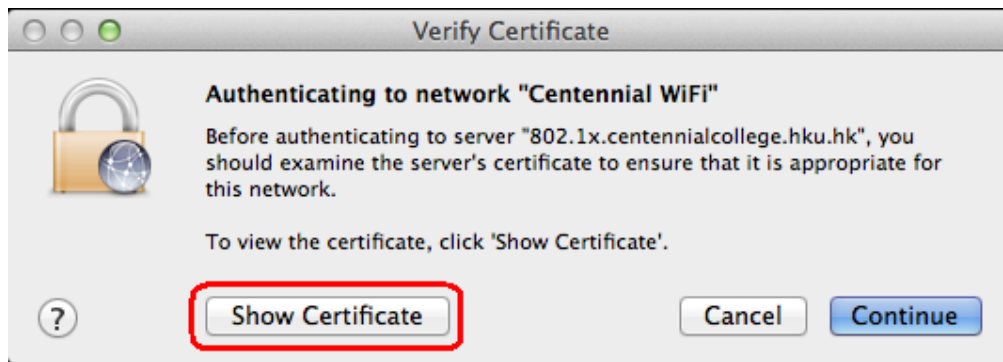 Verify Certificate
Authenticating to network "Centennial WiFi"
Before authenticating to server "802.1x.centennialcollege.hku.hk", you
should examine the server's certificate to ensure that it is appropriate for
this network.
To view the certificate, click 'Show Certificate'.
? Show Certificate Cancel Continue